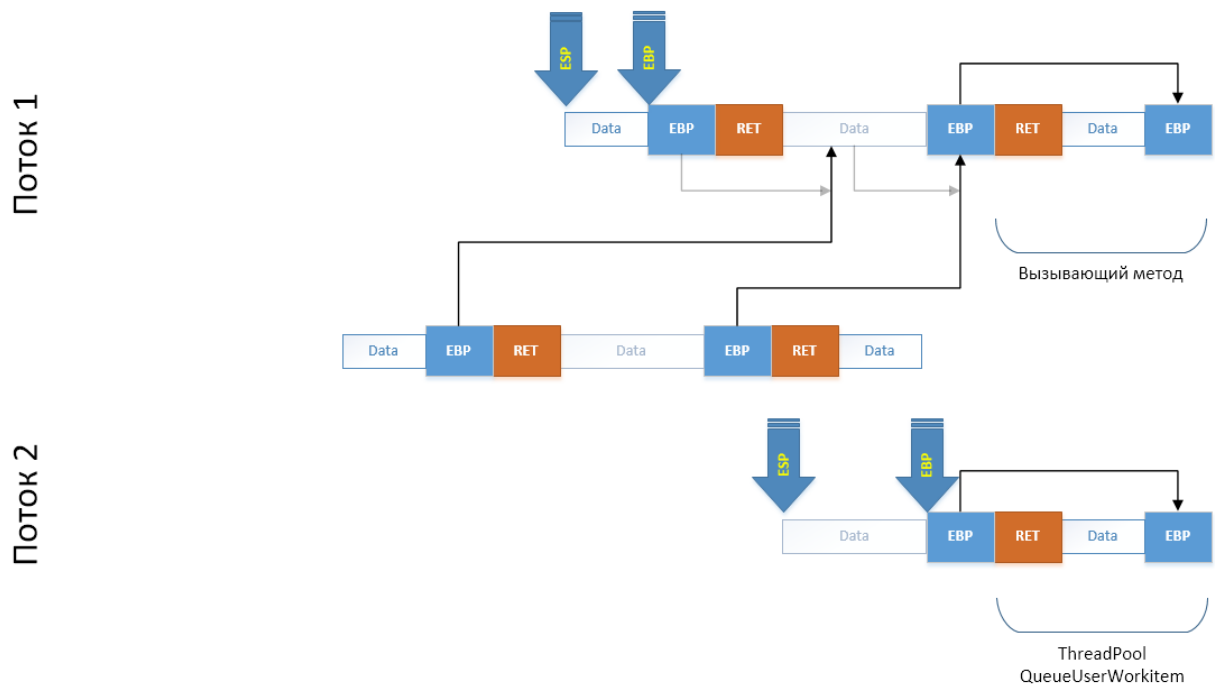 Поток 1
ESP
EBP
Data EBP RET Data EBP RET Data EBP
Вызывающий метод
Data EBP RET Data EBP RET Data
Поток 2
ESP
EBP
Data EBP RET Data EBP
ThreadPool
QueueUserWorkitem